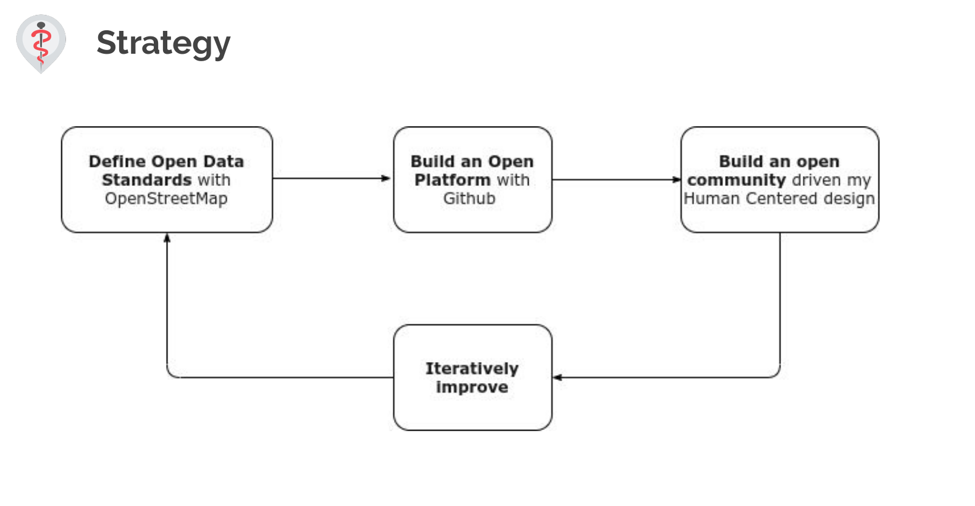 Strategy
Define Open Data
Standards with
OpenStreetMap
Build an Open
Platform with
Github
Build an open
community driven my
Human Centered design
Iteratively
improve